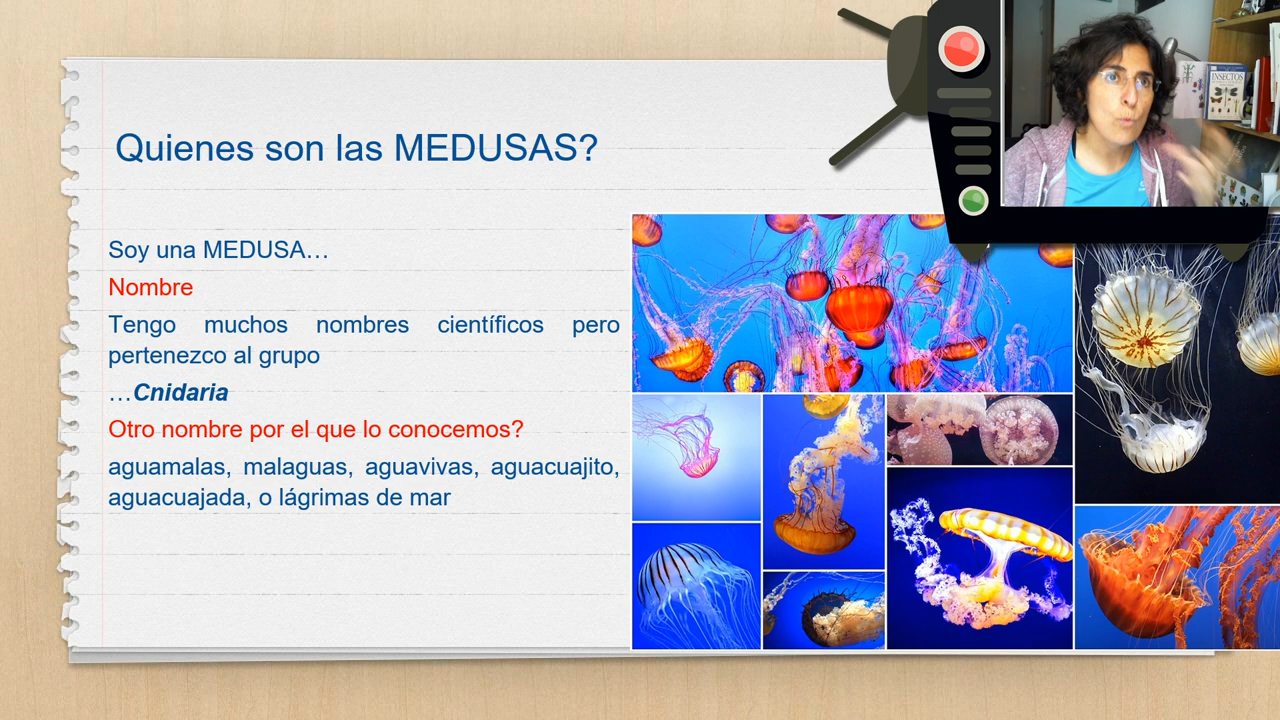 Quienes son las MEDUSAS?
Soy una MEDUSA…
Nombre
Tengo muchos nombres científicos pero
pertenezco al grupo
…Cnidaria
Otro nombre por el que lo conocemos?
aguamalas, malaguas, aguavivas, aguacuajito,
aguacuajada, o lágrimas de mar
INSECTOS